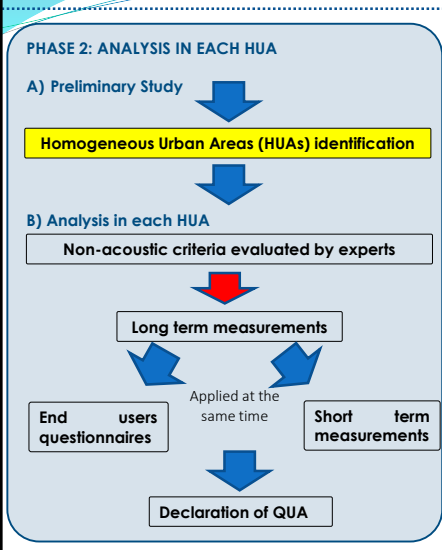 PHASE 2: ANALYSIS IN EACH HUA
A) Preliminary Study
Homogeneous Urban Areas (HUAs) identification
B) Analysis in each HUA
Non-acoustic criteria evaluated by experts
Long term measurements
Applied at the
same time
End users
questionnaires
Short term
measurements
Declaration of QUA